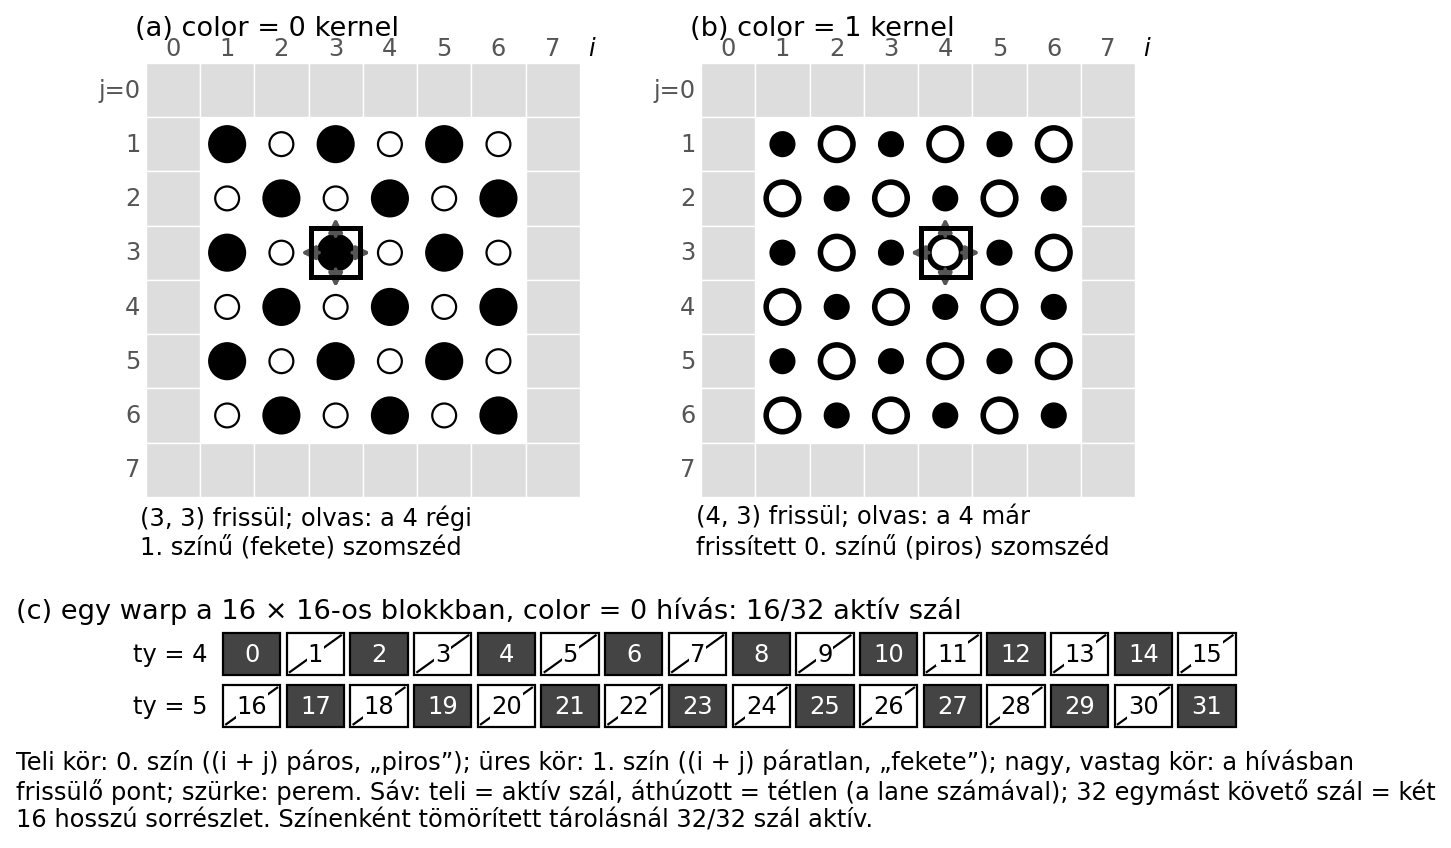 (a) color = 0 kernel
(b) color = 1 kernel
0 1 2 3 4 5 6 7 i
0 1 2 3 4 5 6 7 i
j=0
1
2
3
4
5
6
7
j=0
1
2
3
4
5
6
7
(3, 3) frissül; olvas: a 4 régi
1. színű (fekete) szomszéd
(4, 3) frissül; olvas: a 4 már
frissített 0. színű (piros) szomszéd
(c) egy warp a 16 × 16-os blokkban, color = 0 hívás: 16/32 aktív szál
ty = 4 0 1 2 3 4 5 6 7 8 9 10 11 12 13 14 15
ty = 5 16 17 18 19 20 21 22 23 24 25 26 27 28 29 30 31
Teli kör: 0. szín ((i + j) páros, „piros”); üres kör: 1. szín ((i + j) páratlan, „fekete”); nagy, vastag kör: a hívásban
frissülő pont; szürke: perem. Sáv: teli = aktív szál, áthúzott = tétlen (a lane számával); 32 egymást követő szál = két
16 hosszú sorrészlet. Színenként tömörített tárolásnál 32/32 szál aktív.